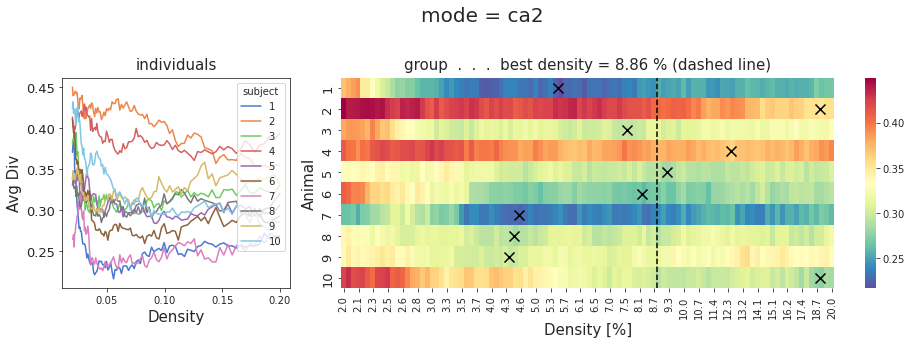 mode = ca2
individuals
group . . . best density = 8.86 % (dashed line)
Avg Div
0.45
0.40
0.35
0.30
0.25
subject
1
2
3
4
5
6
7
8
9
10
0.05 0.10 0.15 0.20
Density
Animal
1
2
3
4
5
6
7
8
9
10
2.0 2.1 2.3 2.5 2.6 2.8 3.0 3.3 3.5 3.7 4.0 4.3 4.6 5.0 5.3 5.7 6.1 6.5 7.0 7.5 8.1 8.7 9.3 10.0 10.7 11.4 12.3 13.2 14.1 15.1 16.2 17.4 18.7 20.0
Density [%]
0.40
0.35
0.30
0.25